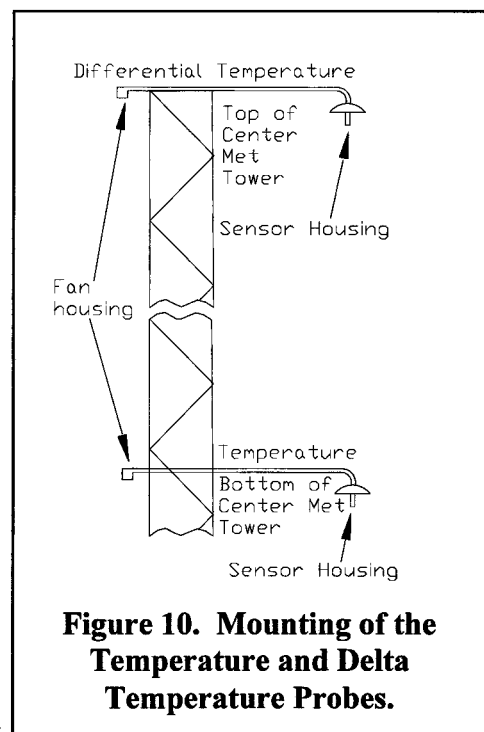 Differential Temperature
Top of
Center
Met
Tower
Sensor Housing
Fan
housing
Temperature
Bottom of
Center Met
Tower
Sensor Housing
Figure 10. Mounting of the
Temperature and Delta
Temperature Probes.